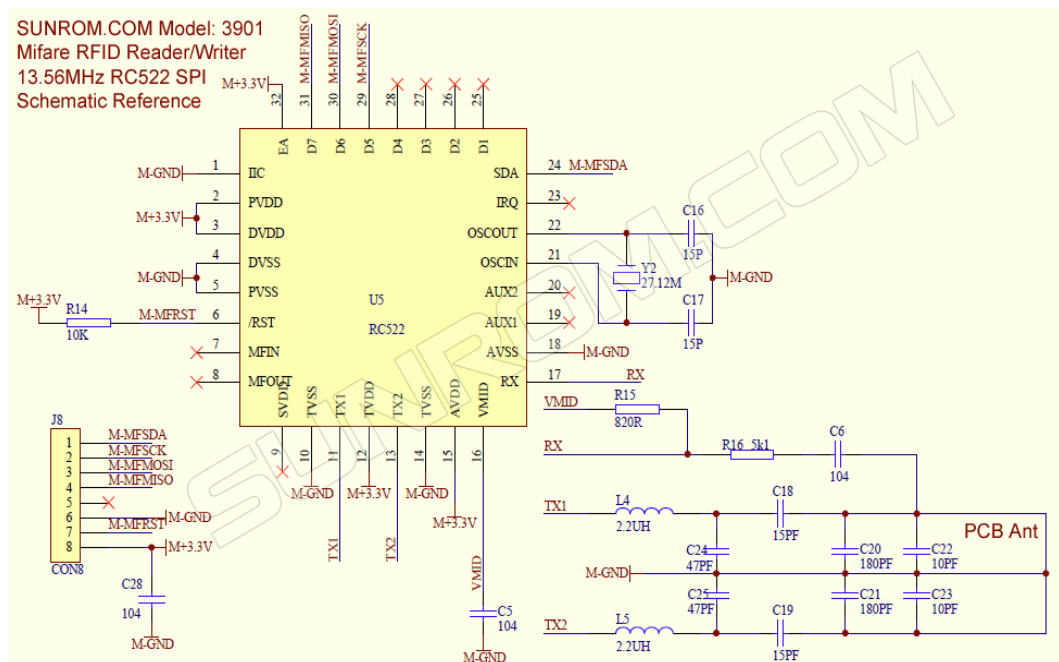 SUNROM.COM Model: 3901
Mifare RFID Reader/Writer
13.56MHz RC522 SPI
Schematic Reference
M-MFMISO
M-MFMOSI
M-MFSCK
M+3.3V
32 31 30 29 28 27 26 25
EA D7 D6 D5 D4 D3 D2 D1
M-GND 1 IIC
2 PVDD
M+3.3V
3 DVDD
4 DVSS
M-GND
5 PVSS
M+3.3V
R14
10K
M-MFRST 6 /RST
7 MFIN
8 MFOUT
U5
RC522
SDA 24 M-MFSDA
IRQ 23
OSCOUT 22
OSCIN 21
AUX2 20
AUX1 19
AVSS 18 M-GND
RX 17 RX
C16
15P
Y2
27.12M
M-GND
C17
15P
SVDD TVSS TX1 TVDD TX2 TVSS AVDD VMID
9 10 11 12 13 14 15 16
M-GND
M+3.3V
M-GND
M+3.3V
TX1
TX2
VMID
C5
104
M-GND
J8
1 M-MFSDA
2 M-MFSCK
3 M-MFMOSI
4 M-MFMISO
5
6 M-GND
7 M-MFRST
8 M+3.3V
CON8
C28
104
M-GND
VMID
R15
820R
RX
R16 5k1
C6
104
TX1
L4
2.2UH
C18
15PF
PCB Ant
C24
47PF
C20
180PF
C22
10PF
M-GND
C25
47PF
C21
180PF
C23
10PF
TX2
L5
2.2UH
C19
15PF
SUNROM.COM